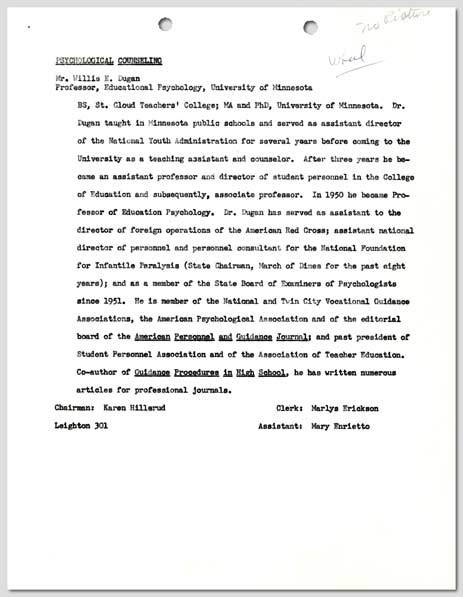 No Picture
PSYCHOLOGICAL COUNSELING
Mr. Willis E. Dugan
Professor, Educational Psychology, University of Minnesota
BS, St. Cloud Teachers' College; MA and PhD, University of Minnesota. Dr.
Dugan taught in Minnesota public schools and served as assistant director
of the National Youth Administration for several years before coming to the
University as a teaching assistant and counselor. After three years he be-
came an assistant professor and director of student personnel in the College
of Education and subsequently, associate professor. In 1950 he became Pro-
fessor of Education Psychology. Dr. Dugan has served as assistant to the
director of foreign operations of the American Red Cross; assistant national
director of personnel and personnel consultant for the National Foundation
for Infantile Paralysis (State Chairman, March of Dimes for the past eight
years); and as a member of the State Board of Examiners of Psychologists
since 1951. He is member of the National and Twin City Vocational Guidance
Associations, the American Psychological Association and of the editorial
board of the American Personnel and Guidance Journal; and past president of
Student Personnel Association and of the Association of Teacher Education.
Co-author of Guidance Procedures in High School, he has written numerous
articles for professional journals.
Chairman: Karen Hillerud Clerk: Marlys Erickson
Leighton 301 Assistant: Mary Enrietto